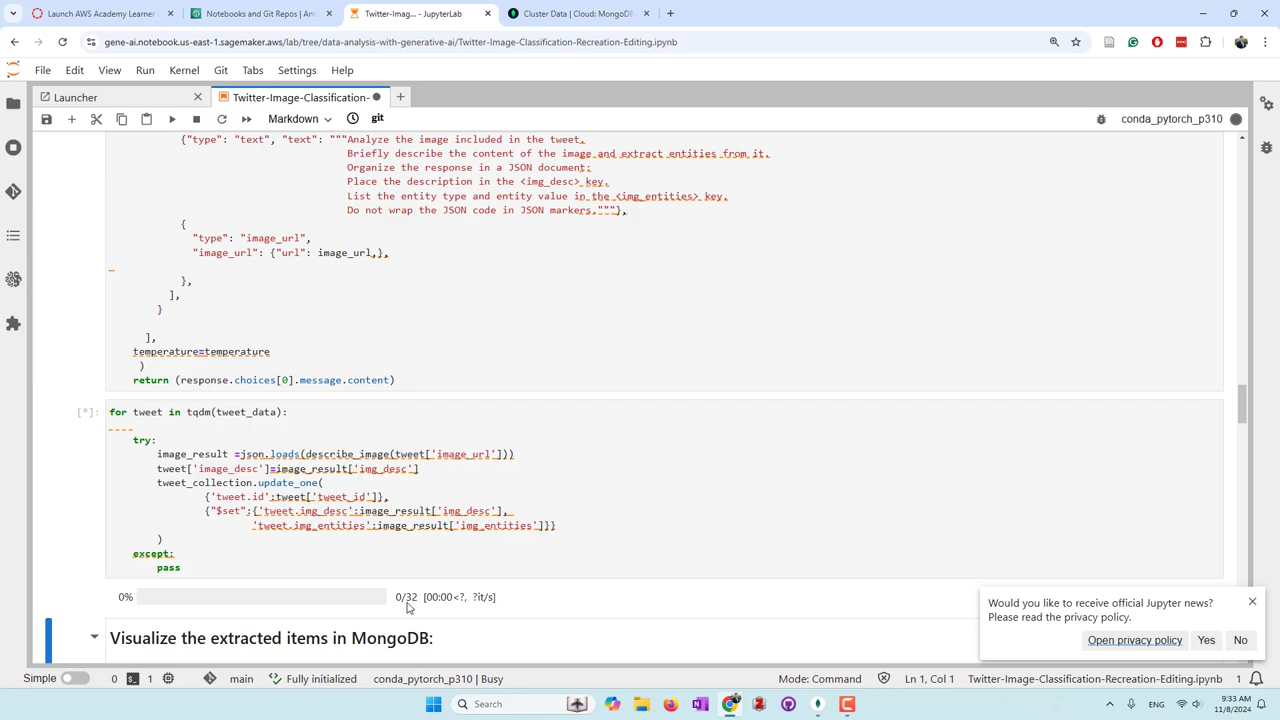 Launch AWS Academy Learner
Notebooks and Git Repos | Am
Twitter-Imag... - JupyterLab
Cluster Data | Cloud: MongoDB
gene-ai.notebook.us-east-1.sagemaker.aws/lab/tree/data-analysis-with-generative-ai/Twitter-Image-Classification-Recreation-Editing.ipynb
File Edit View Run Kernel Git Tabs Settings Help
Launcher
Twitter-Image-Classification-
Markdown
git
conda_pytorch_p310
{"type": "text", "text": """Analyze the image included in the tweet.
Briefly describe the content of the image and extract entities from it.
Organize the response in a JSON document:
Place the description in the <img_desc> key.
List the entity type and entity value in the <img_entities> key.
Do not wrap the JSON code in JSON markers."""},
{
"type": "image_url",
"image_url": {"url": image_url,},
},
],
}
],
temperature=temperature
)
return (response.choices[0].message.content)
[*]:
for tweet in tqdm(tweet_data):
try:
image_result =json.loads(describe_image(tweet['image_url']))
tweet['image_desc']=image_result['img_desc']
tweet_collection.update_one(
{'tweet.id':tweet['tweet_id']},
{"$set":{'tweet.img_desc':image_result['img_desc'],
'tweet.img_entities':image_result['img_entities']}}
)
except:
pass
0% 0/32 [00:00<?, ?it/s]
Visualize the extracted items in MongoDB:
Would you like to receive official Jupyter news?
Please read the privacy policy.
Open privacy policy Yes No
Simple 0 1 main Fully initialized conda_pytorch_p310 | Busy Mode: Command Ln 1, Col 1 Twitter-Image-Classification-Recreation-Editing.ipynb 1
Search
ENG
9:33 AM
11/8/2024